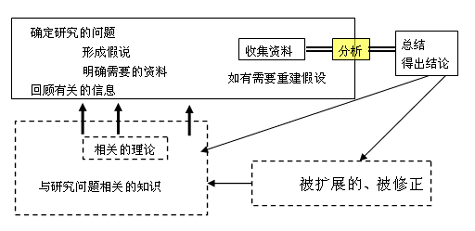 确定研究的问题
形成假说
明确需要的资料
回顾有关的信息
收集资料
分析
如有需要重建假设
总结
得出结论
相关的理论
与研究问题相关的知识
被扩展的、被修正